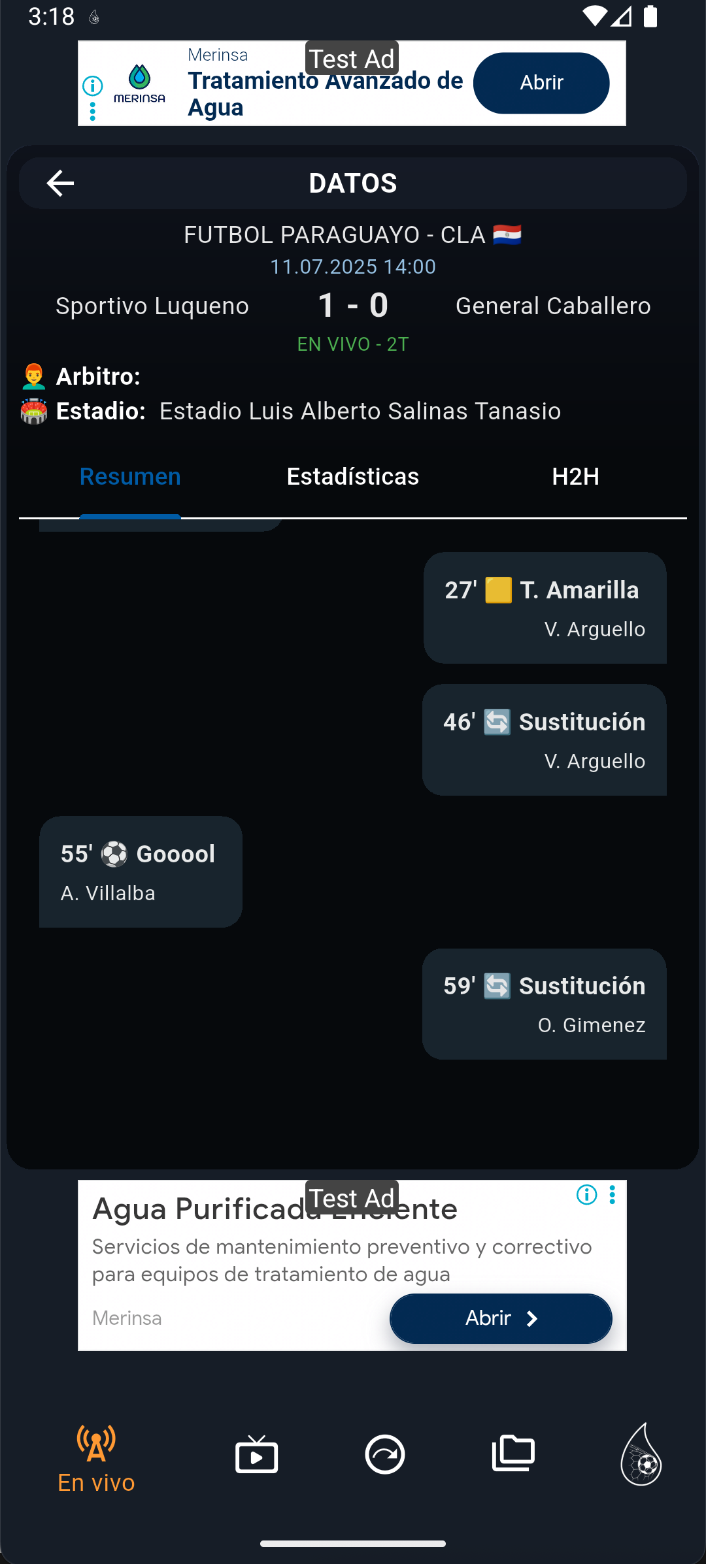 3:18
Test Ad
Merinsa
Tratamiento Avanzado de
Agua
MERINSA
Abrir
DATOS
FUTBOL PARAGUAYO - CLA 🇵🇾
11.07.2025 14:00
Sportivo Luqueno 1 - 0 General Caballero
EN VIVO - 2T
Arbitro:
Estadio: Estadio Luis Alberto Salinas Tanasio
Resumen Estadísticas H2H
27' 🟨 T. Amarilla
V. Arguello
46' 🔄 Sustitución
V. Arguello
55' ⚽ Gooool
A. Villalba
59' 🔄 Sustitución
O. Gimenez
Test Ad
Agua Purificada
Servicios de mantenimiento preventivo y correctivo
para equipos de tratamiento de agua
Merinsa
Abrir
En vivo